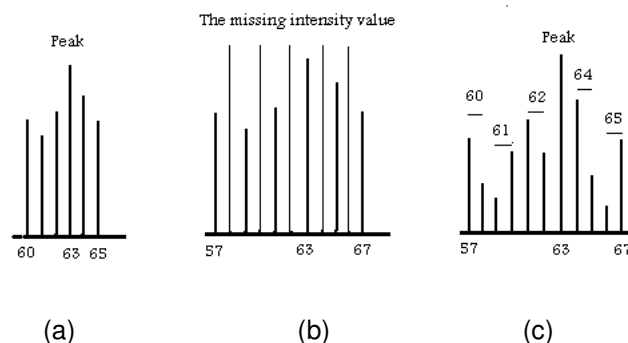 Peak
60 63 65
(a)
The missing intensity value
57 63 67
(b)
Peak
60 61 62 64 65
57 63 67
(c)